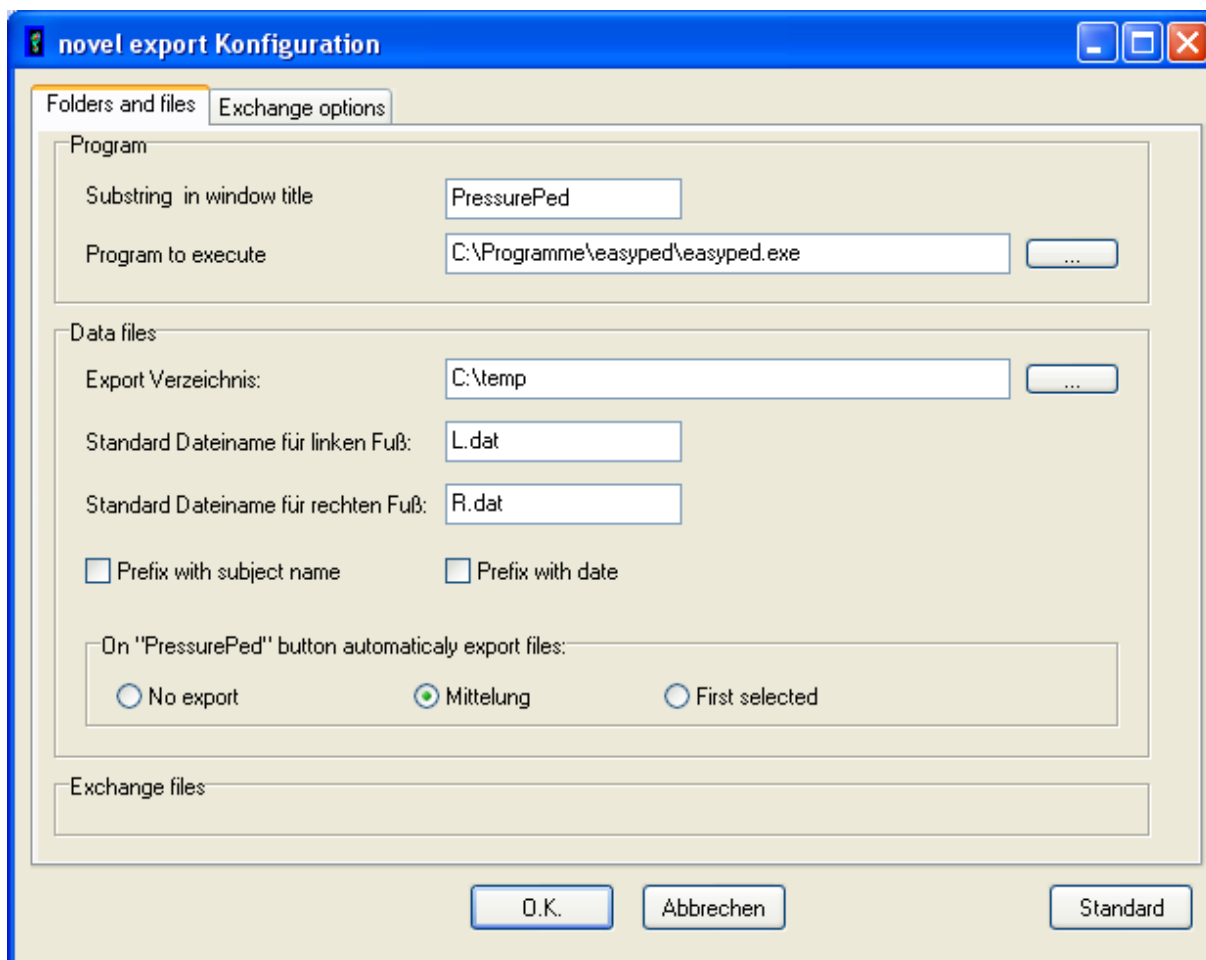 novel export Konfiguration
Folders and files Exchange options
Program
Substring in window title PressurePed
Program to execute C:\Programme\easyped\easyped.exe ...
Data files
Export Verzeichnis: C:\temp ...
Standard Dateiname für linken Fuß: L.dat
Standard Dateiname für rechten Fuß: R.dat
Prefix with subject name Prefix with date
On "PressurePed" button automaticaly export files:
No export Mittelung First selected
Exchange files
O.K. Abbrechen Standard